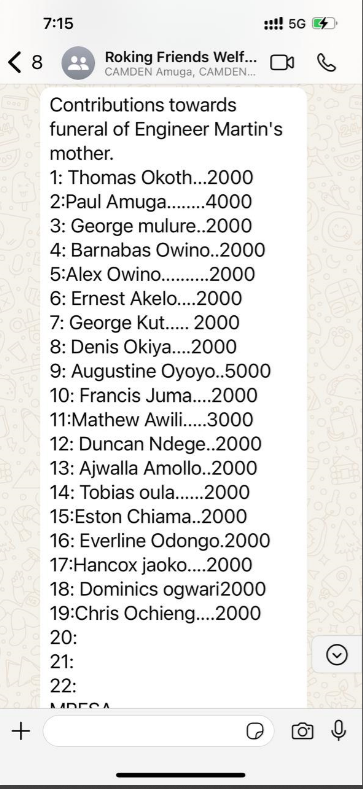 7:15
5G
8
Roking Friends Welf...
CAMDEN Amuga, CAMDEN...
Contributions towards
funeral of Engineer Martin's
mother.
1: Thomas Okoth...2000
2:Paul Amuga........4000
3: George mulure..2000
4: Barnabas Owino..2000
5:Alex Owino..........2000
6: Ernest Akelo....2000
7: George Kut..... 2000
8: Denis Okiya....2000
9: Augustine Oyoyo..5000
10: Francis Juma....2000
11:Mathew Awili.....3000
12: Duncan Ndege..2000
13: Ajwalla Amollo..2000
14: Tobias oula......2000
15:Eston Chiama..2000
16: Everline Odongo.2000
17:Hancox jaoko....2000
18: Dominics ogwari2000
19:Chris Ochieng....2000
20:
21:
22:
MPESA